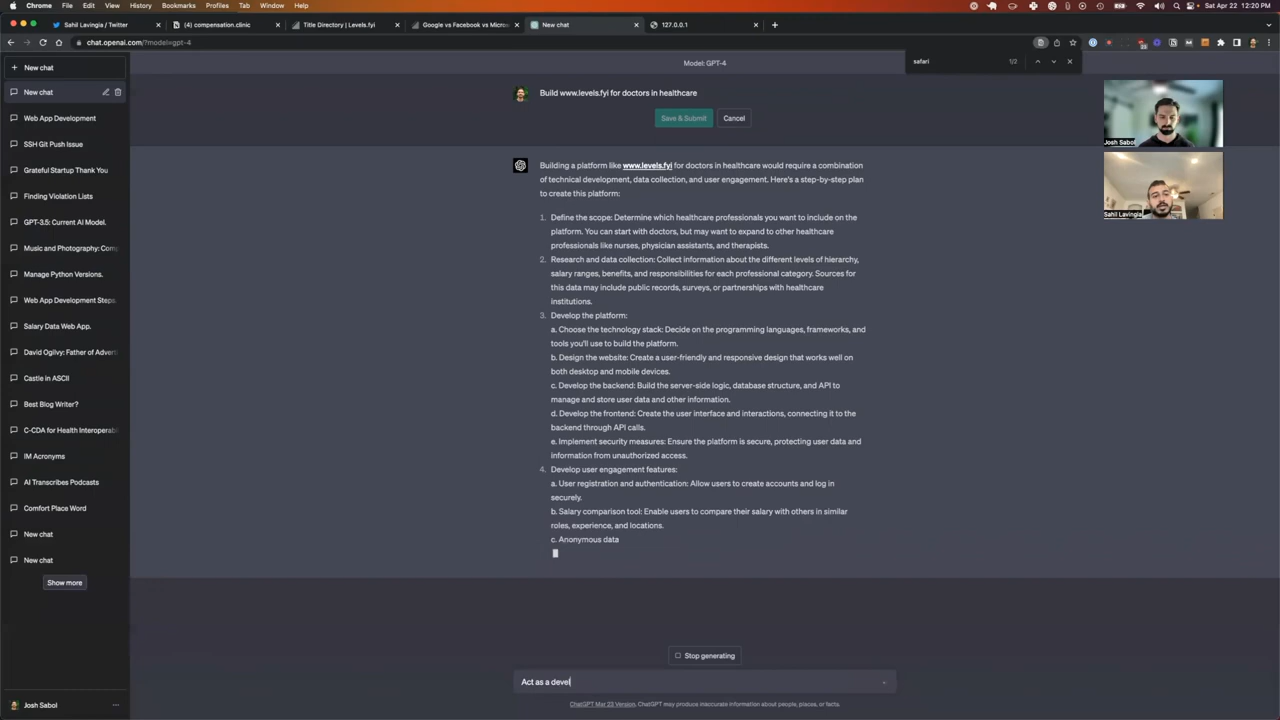 Chrome File Edit View History Bookmarks Profiles Tab Window Help
Sat Apr 22 12:20 PM
Sahil Lavingia / Twitter
(4) compensation.clinic
Title Directory | Levels.fyi
Google vs Facebook vs Micros
New chat
127.0.0.1
chat.openai.com/?model=gpt-4
safari
1/2
New chat
New chat
Web App Development
SSH Git Push Issue
Grateful Startup Thank You
Finding Violation Lists
GPT-3.5: Current AI Model.
Music and Photography: Com
Manage Python Versions.
Web App Development Steps.
Salary Data Web App.
David Ogilvy: Father of Adverti
Castle in ASCII
Best Blog Writer?
C-CDA for Health Interoperabi
IM Acronyms
AI Transcribes Podcasts
Comfort Place Word
New chat
New chat
Show more
Josh Sabol
Model: GPT-4
Build www.levels.fyi for doctors in healthcare
Save & Submit
Cancel
Building a platform like www.levels.fyi for doctors in healthcare would require a combination
of technical development, data collection, and user engagement. Here's a step-by-step plan
to create this platform:
1. Define the scope: Determine which healthcare professionals you want to include on the
platform. You can start with doctors, but may want to expand to other healthcare
professionals like nurses, physician assistants, and therapists.
2. Research and data collection: Collect information about the different levels of hierarchy,
salary ranges, benefits, and responsibilities for each professional category. Sources for
this data may include public records, surveys, or partnerships with healthcare
institutions.
3. Develop the platform:
a. Choose the technology stack: Decide on the programming languages, frameworks, and
tools you'll use to build the platform.
b. Design the website: Create a user-friendly and responsive design that works well on
both desktop and mobile devices.
c. Develop the backend: Build the server-side logic, database structure, and API to
manage and store user data and other information.
d. Develop the frontend: Create the user interface and interactions, connecting it to the
backend through API calls.
e. Implement security measures: Ensure the platform is secure, protecting user data and
information from unauthorized access.
4. Develop user engagement features:
a. User registration and authentication: Allow users to create accounts and log in
securely.
b. Salary comparison tool: Enable users to compare their salary with others in similar
roles, experience, and locations.
c. Anonymous data
Stop generating
Act as a devel
ChatGPT Mar 23 Version. ChatGPT may produce inaccurate information about people, places, or facts.
Josh Sabol
Sahil Lavingia